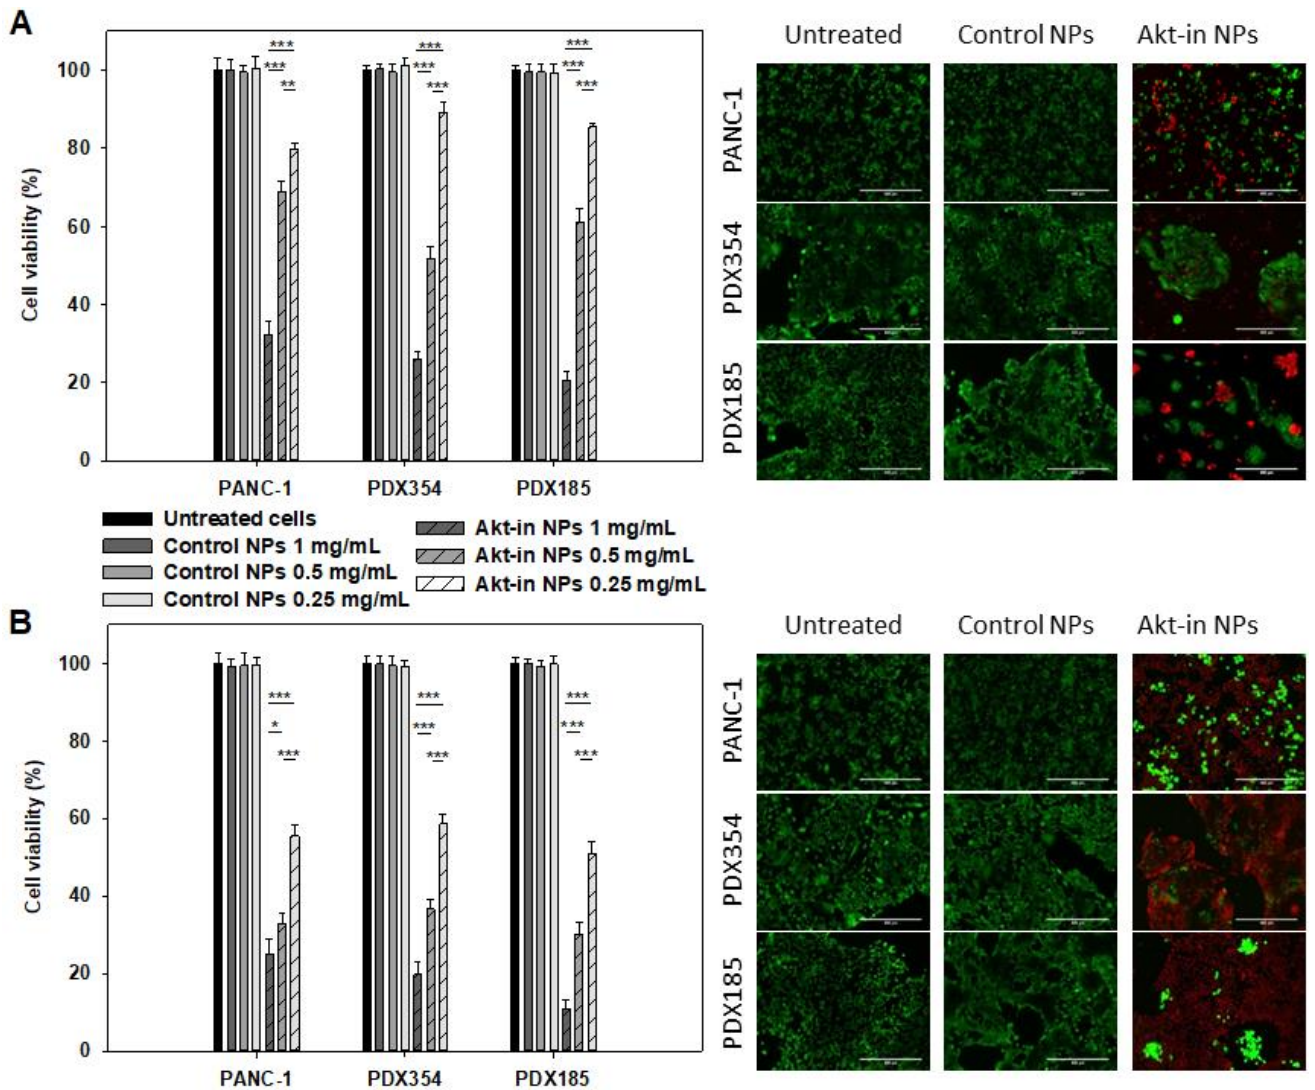 A
Untreated Control NPs Akt-in NPs
*** *** ***
*** *** ***
** *** ***
100
80
60
40
20
0
Cell viability (%)
PANC-1 PDX354 PDX185
PANC-1
PDX354
PDX185
Untreated cells
Control NPs 1 mg/mL
Control NPs 0.5 mg/mL
Control NPs 0.25 mg/mL
Akt-in NPs 1 mg/mL
Akt-in NPs 0.5 mg/mL
Akt-in NPs 0.25 mg/mL
B
Untreated Control NPs Akt-in NPs
*** *** ***
* *** ***
*** *** ***
100
80
60
40
20
0
Cell viability (%)
PANC-1 PDX354 PDX185
PANC-1
PDX354
PDX185